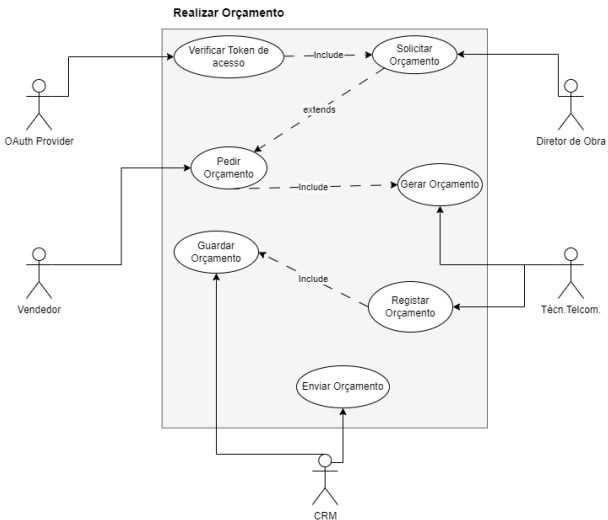 Realizar Orçamento
Verificar Token de
acesso
Include
Solicitar
Orçamento
OAuth Provider
Diretor de Obra
extends
Pedir
Orçamento
Include
Gerar Orçamento
Guardar
Orçamento
Include
Registar
Orçamento
Vendedor
Técn.Telcom.
Enviar Orçamento
CRM